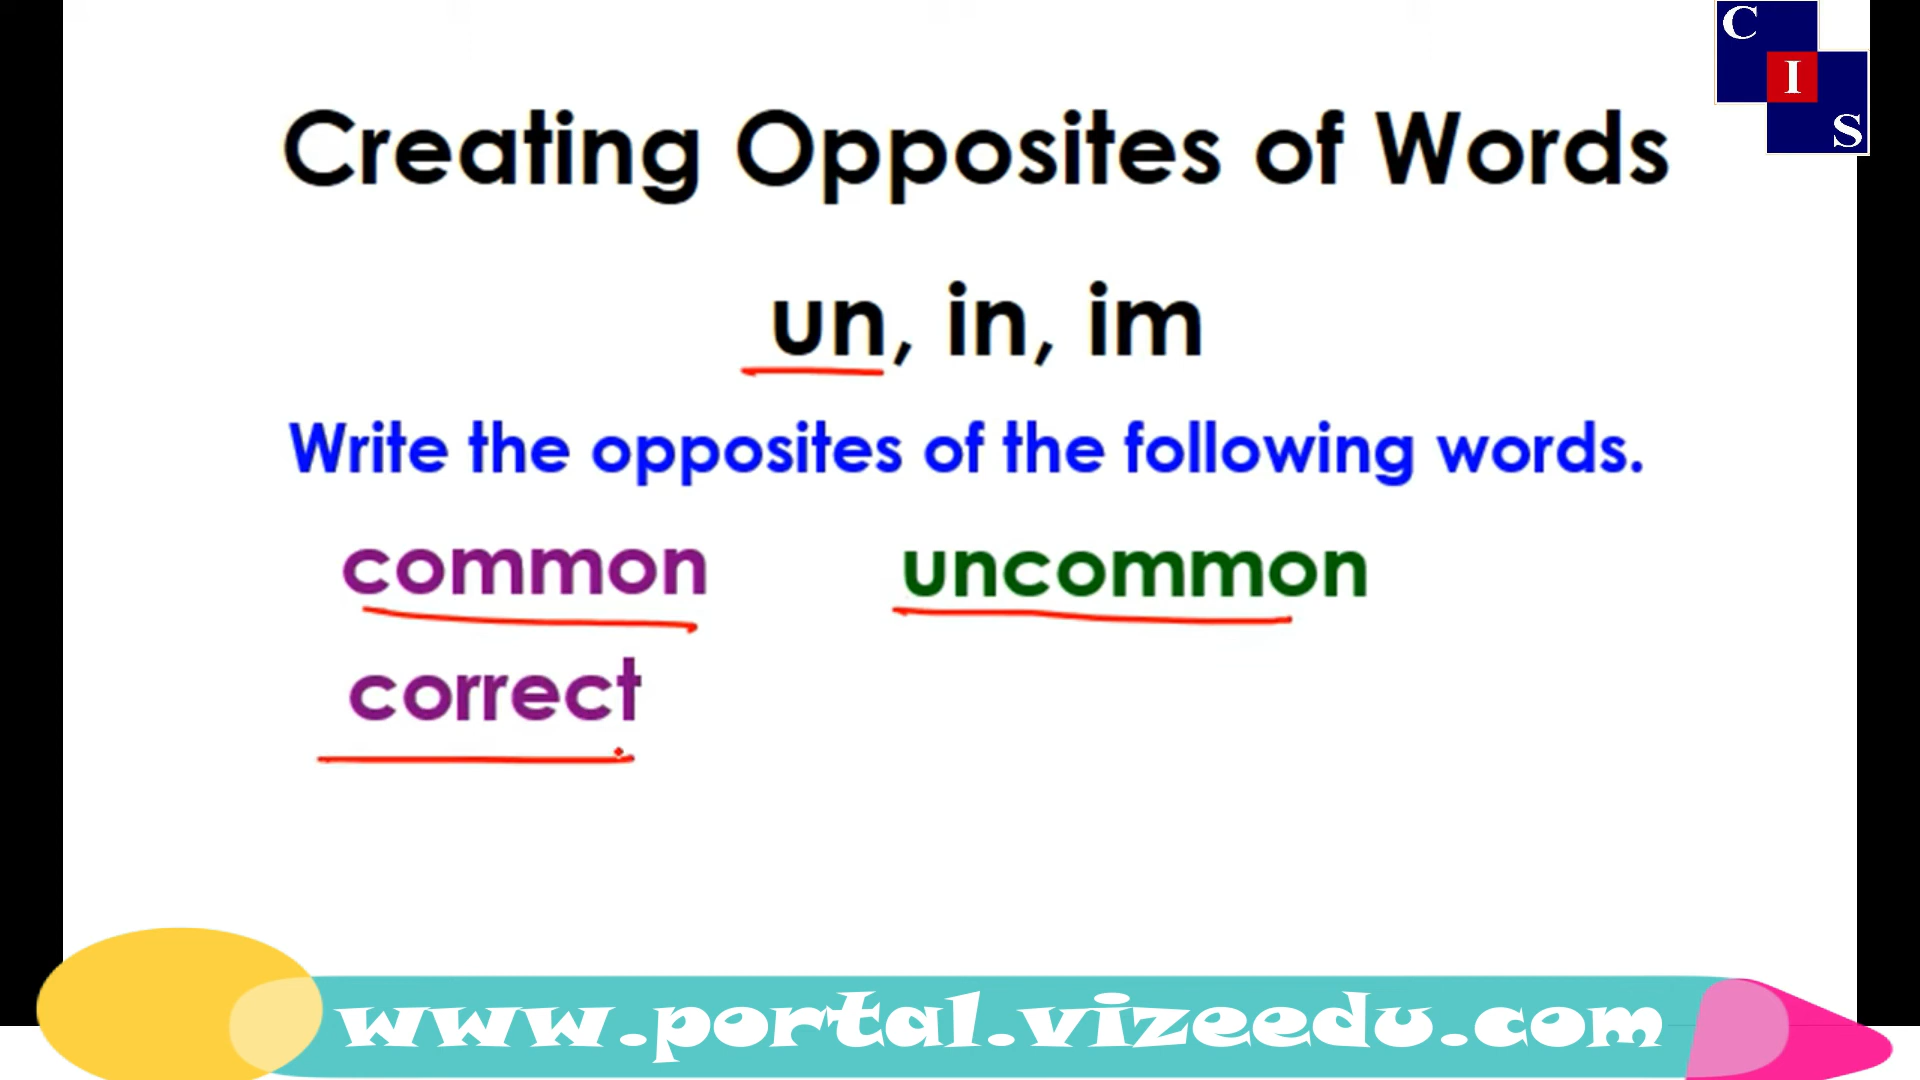 C
I
S
Creating Opposites of Words
un, in, im
Write the opposites of the following words.
common uncommon
correct
www.portal.vizeedu.com